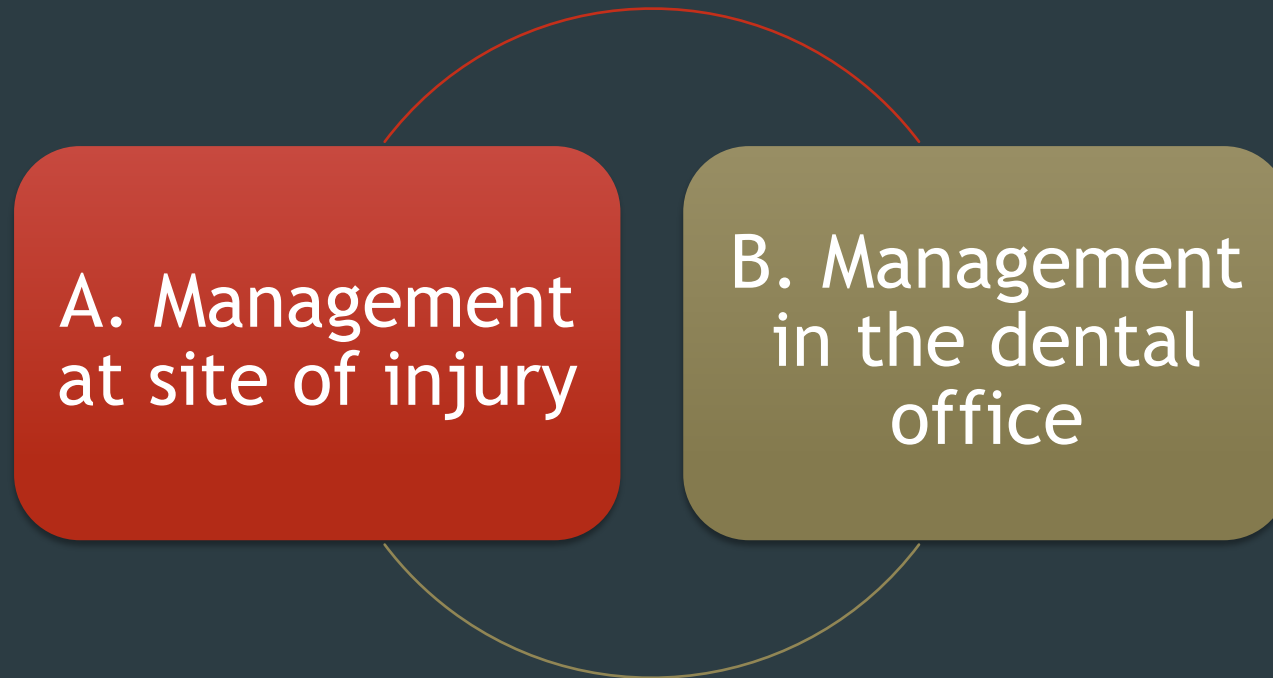 A. Management
at site of injury
B. Management
in the dental
office